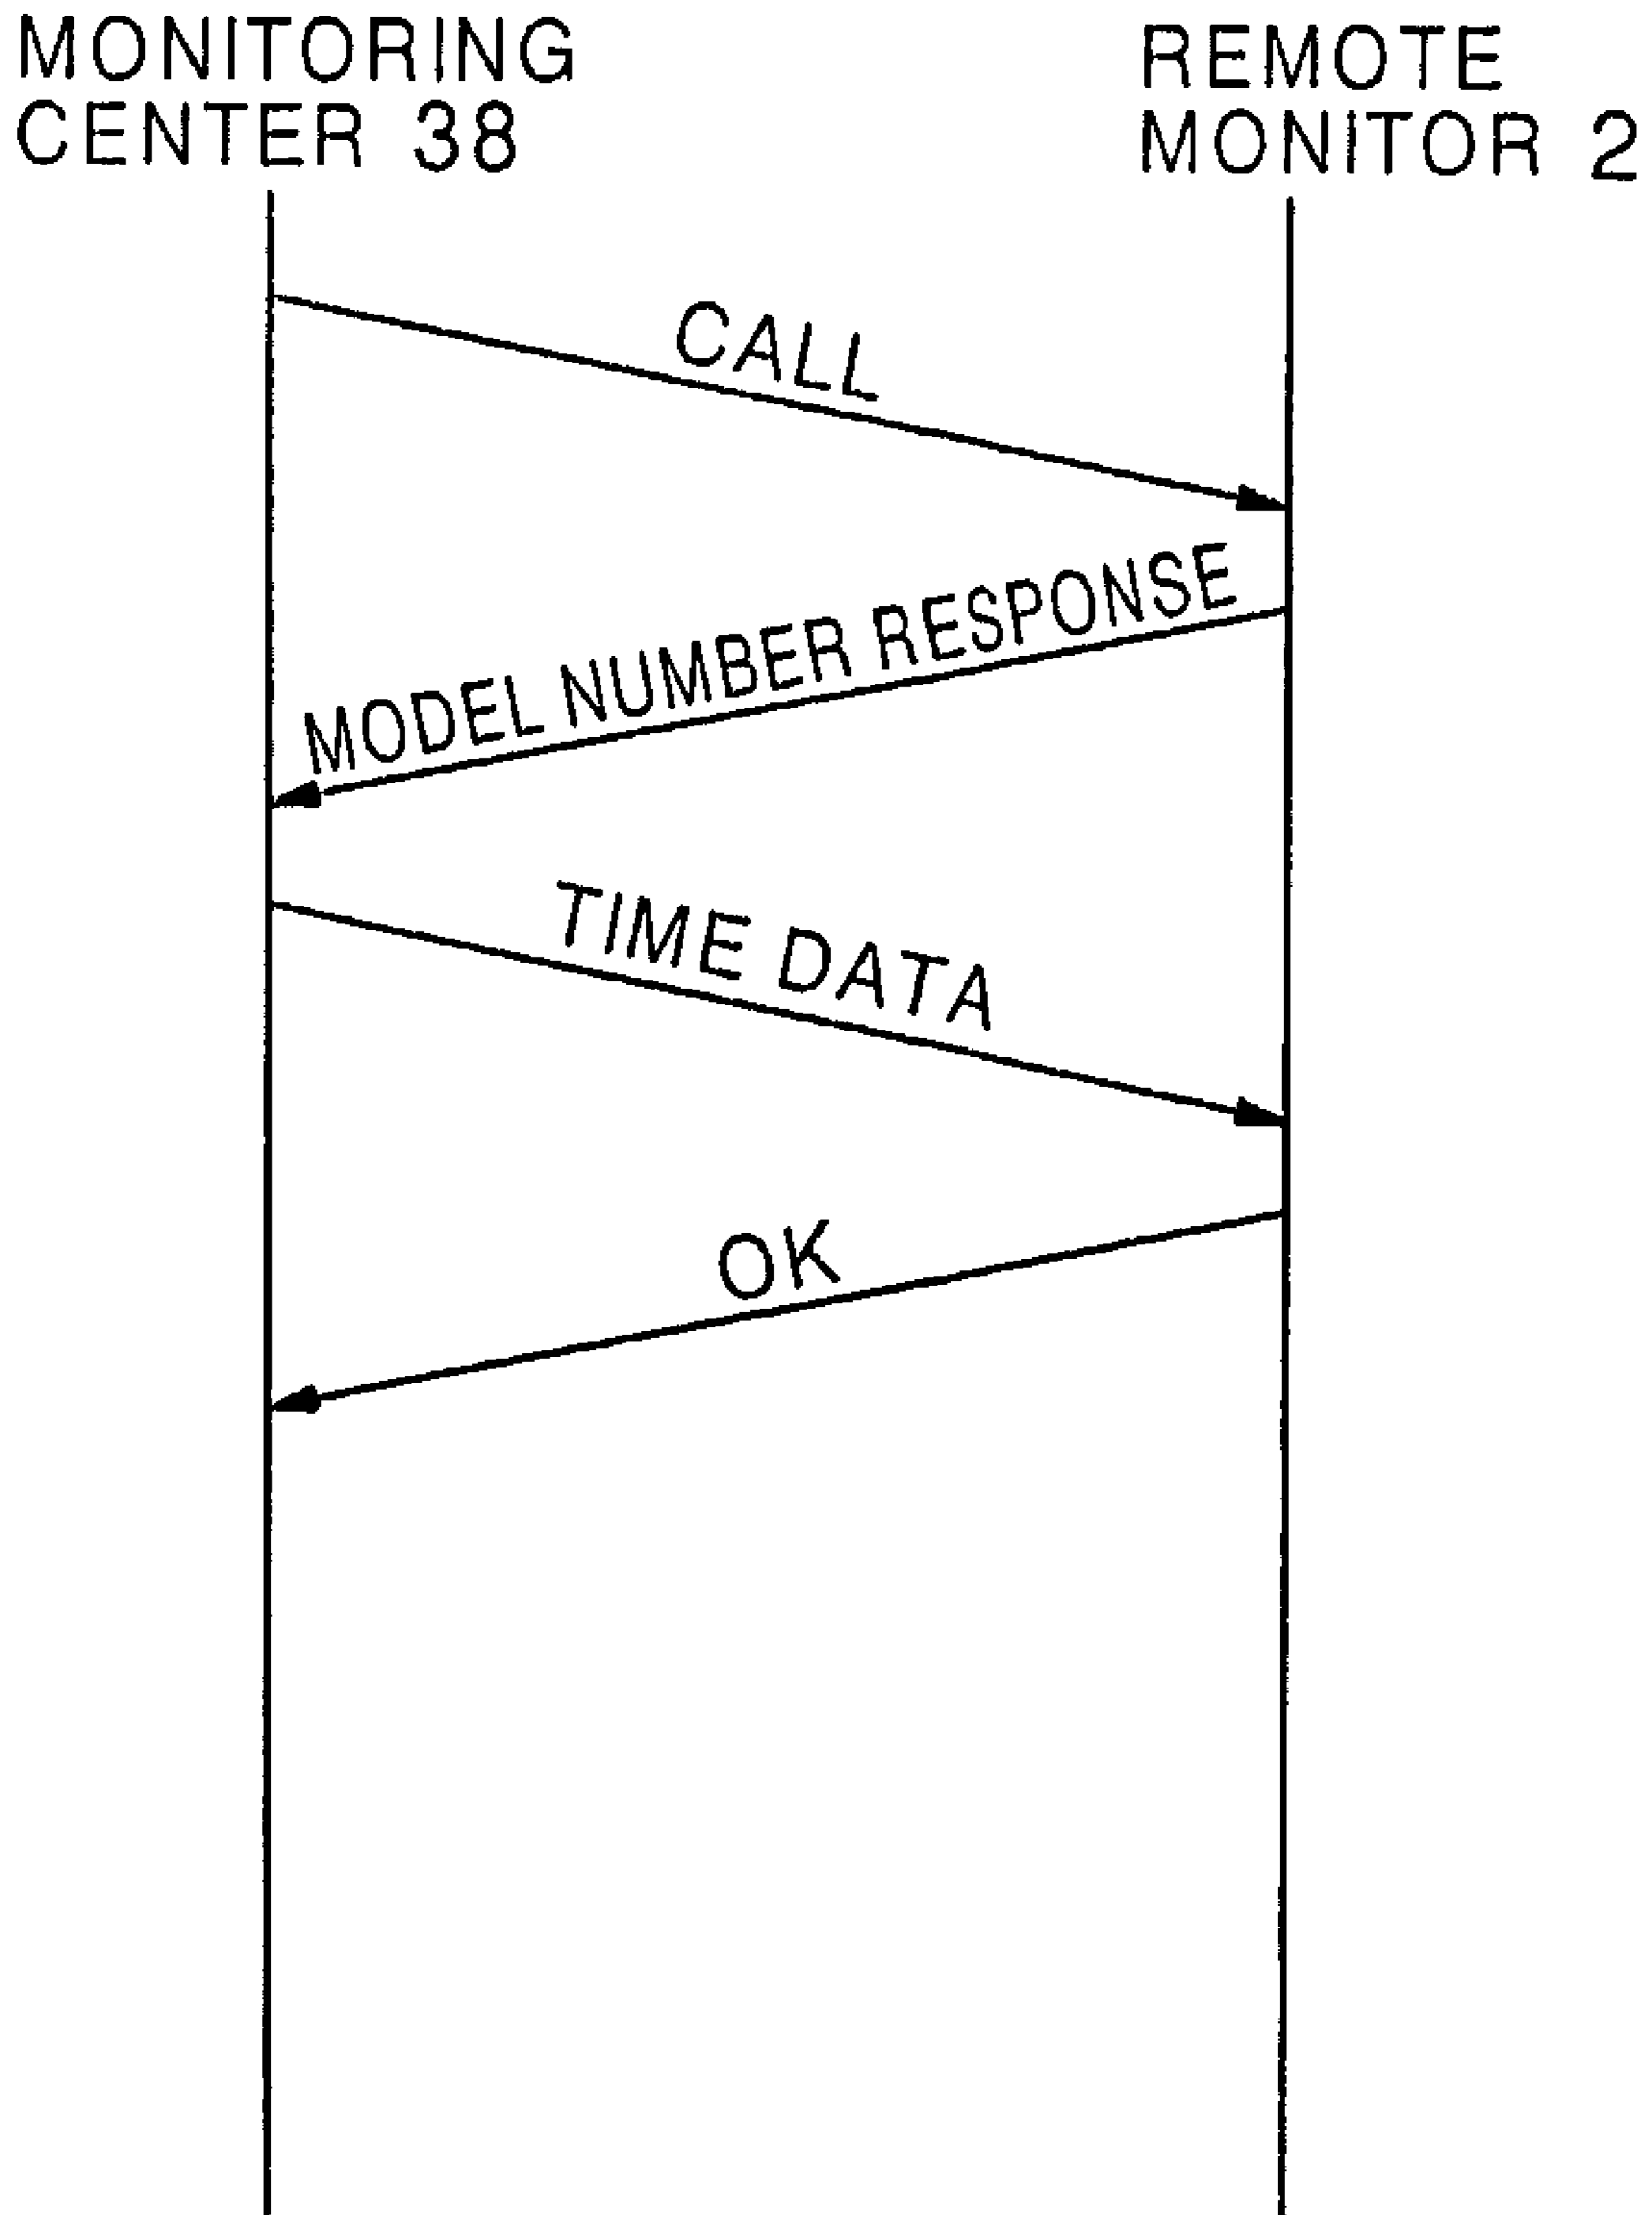 MONITORING
CENTER 38
REMOTE
MONITOR 2
CALL
MODEL NUMBER RESPONSE
TIME DATA
OK